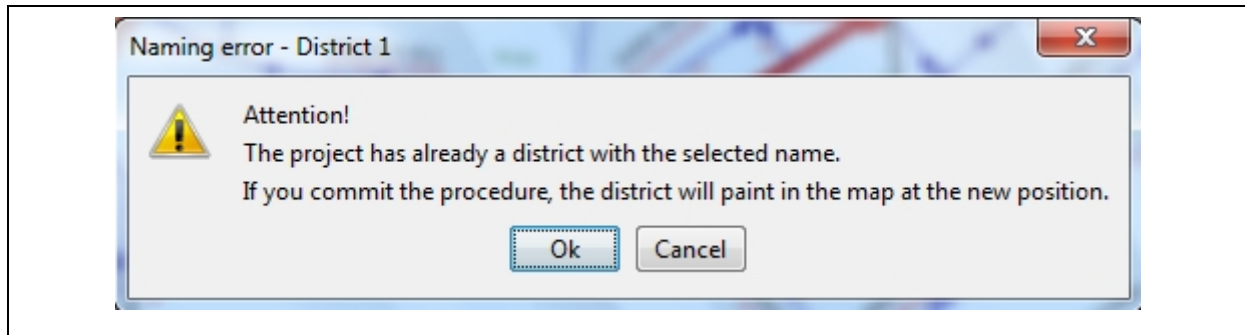 Naming error - District 1
Attention!
The project has already a district with the selected name.
If you commit the procedure, the district will paint in the map at the new position.
Ok
Cancel